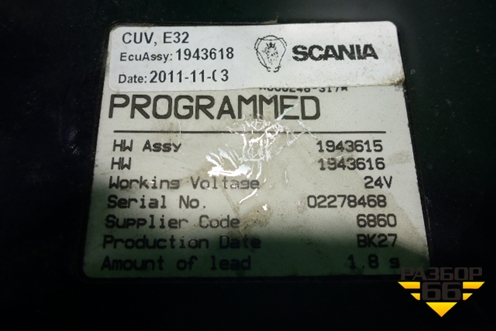 CUV, E32
EcuAssy: 1943618
Date: 2011-11-03
SCANIA
PROGRAMMED
HW Assy 1943615
HW 1943616
Working Voltage 24V
Serial No. 02278468
Supplier Code 6860
Production Date BK27
Amount of lead 1.8 g
РАЗБОР
66